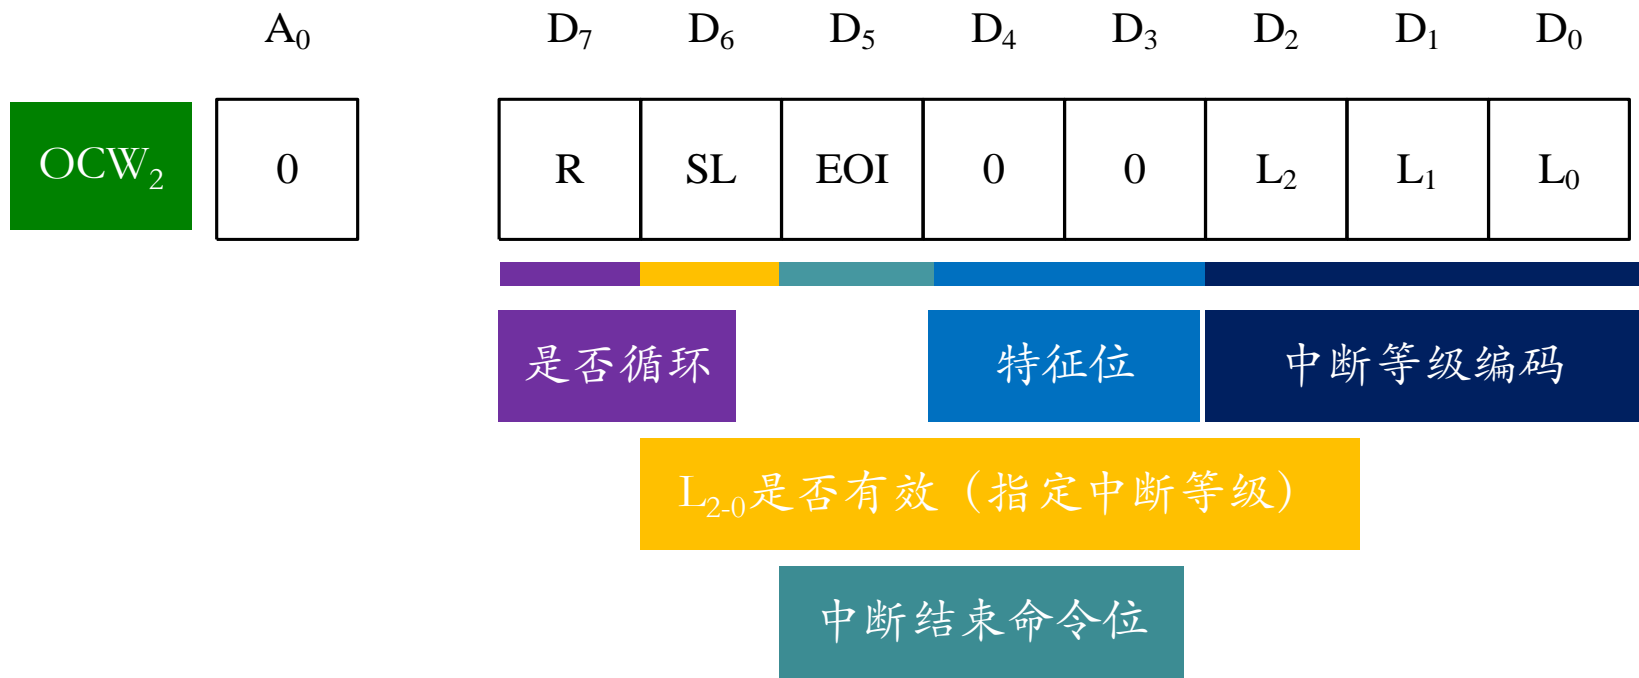 A₀ D₇ D₆ D₅ D₄ D₃ D₂ D₁ D₀
OCW₂ 0 R SL EOI 0 0 L₂ L₁ L₀
是否循环 特征位 中断等级编码
L₂₋₀是否有效（指定中断等级）
中断结束命令位